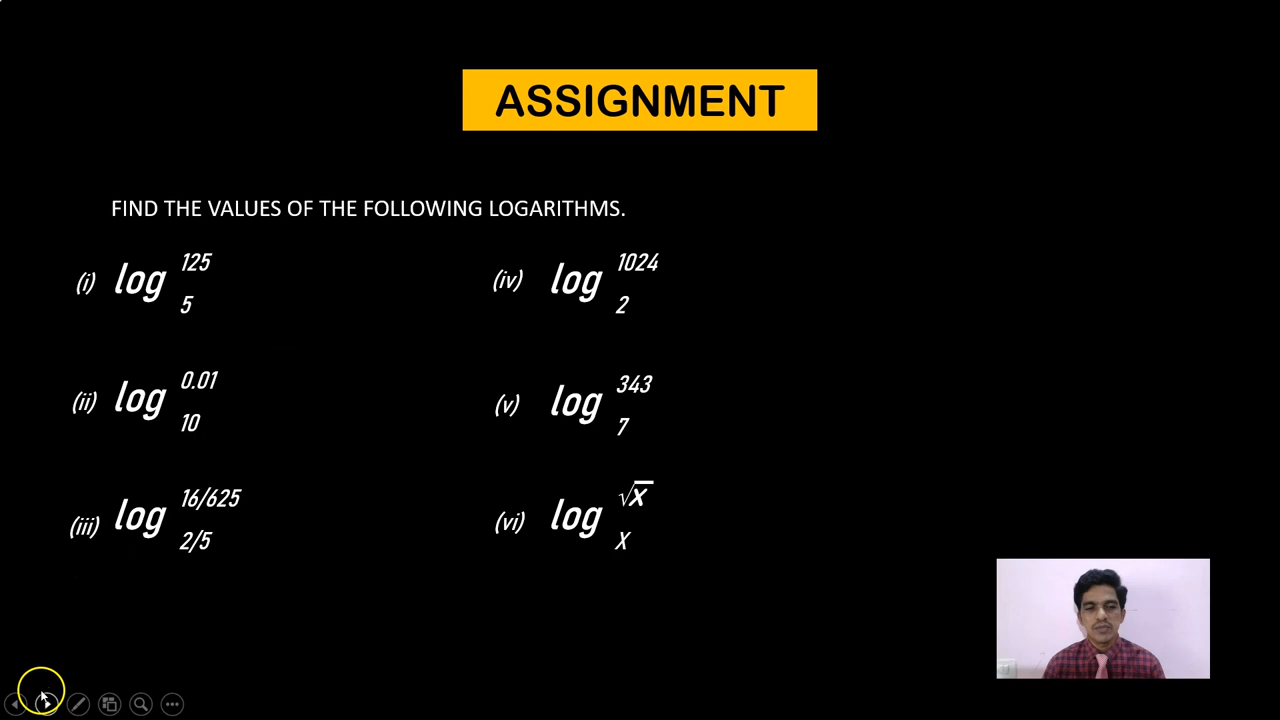 ASSIGNMENT
FIND THE VALUES OF THE FOLLOWING LOGARITHMS.
(i) log 125
5
(ii) log 0.01
10
(iii) log 16/625
2/5
(iv) log 1024
2
(v) log 343
7
(vi) log √x
X